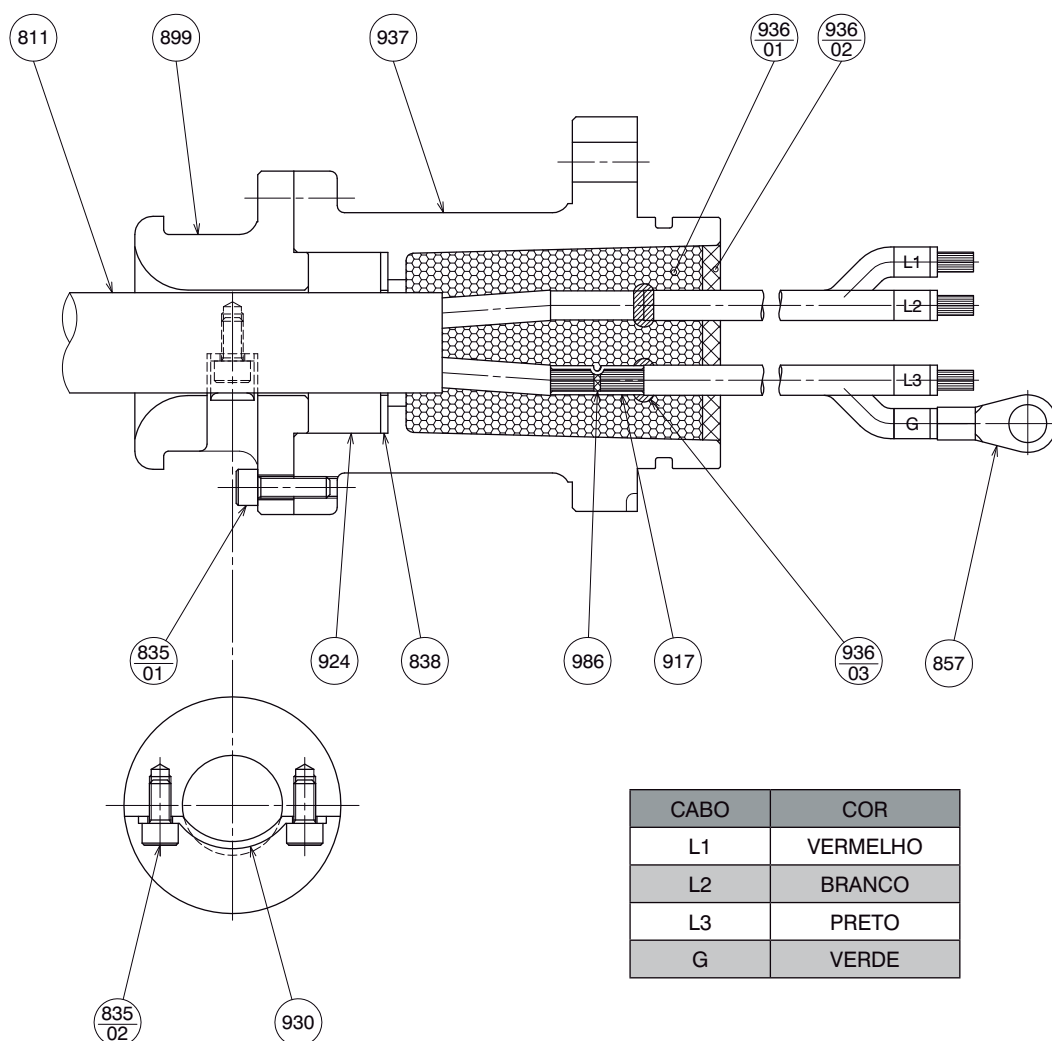 811
899
937
936
01
936
02
L1
L2
L3
G
835
01
924
838
986
917
936
03
857
CABO COR
L1 VERMELHO
L2 BRANCO
L3 PRETO
G VERDE
835
02
930